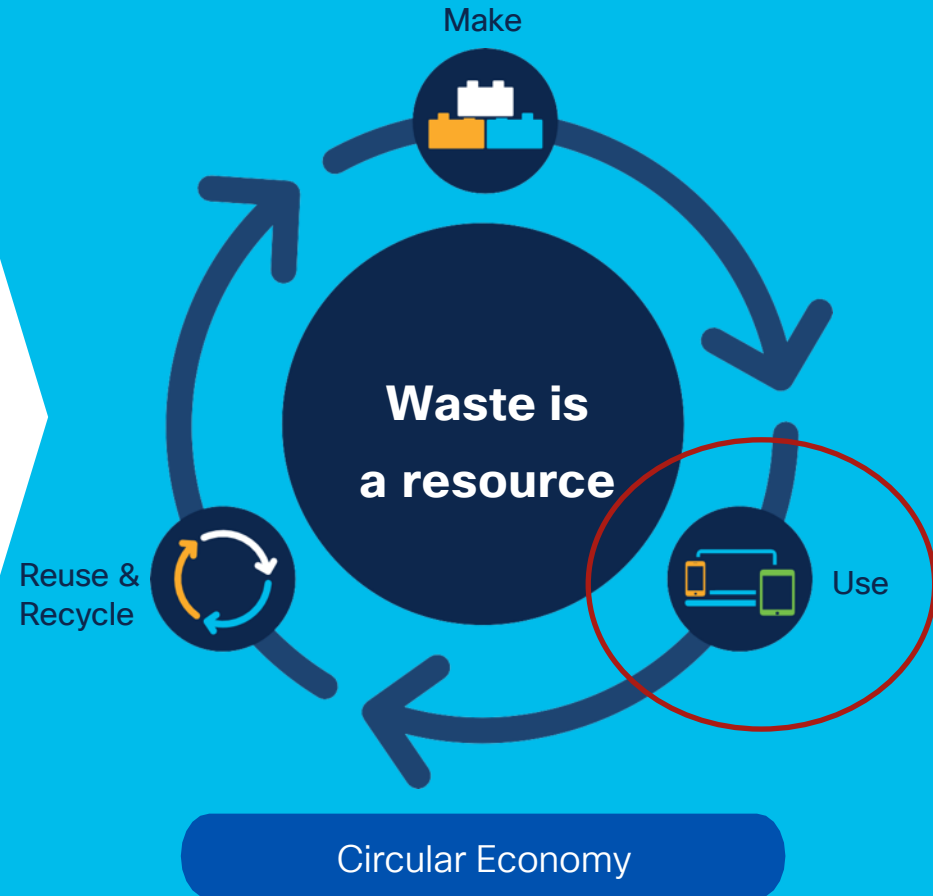 Make
Waste is
a resource
Use
Reuse &
Recycle
Circular Economy